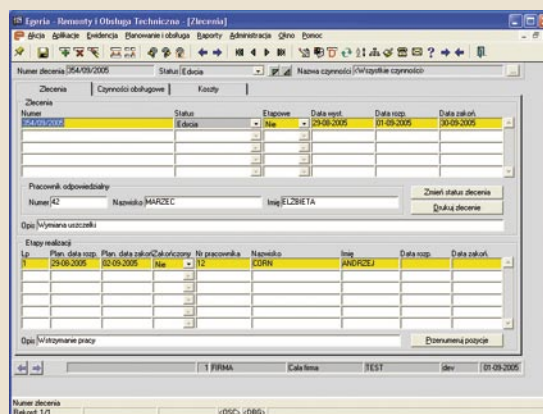 Egeria - Remonty i Obsługa Techniczno - [Zlecenia]
Akcja Aplikacje Ewidencja Planowanie i obsługa Raporty Administracja Okno Pomoc
Numer zlecenia 354/09/2005 Status Edycja Nazwa czynności <Wszystkie czynności>
Zlecenia Czynności obsługowe Koszty
Zlecenia
Numer Status Etapowe Data wyst. Data rozp. Data zakoń.
354/09/2005 Edycja Nie 29-08-2005 01-09-2005 30-09-2005
Pracownik odpowiedzialny
Numer 42 Nazwisko MARZEC Imię ELZBIETA
Zmień status zlecenia
Drukuj zlecenie
Opis Wymiana uszczelki
Etapy realizacji
Lp Plan. data rozp. Plan. data zakoń Zakończony Nr pracownika Nazwisko Imię Data rozp. Data zakoń.
1 29-08-2005 02-09-2005 Nie 12 CORN ANDRZEJ
Opis Wstrzymanie pracy Przenumeruj pozycje
1 FIRMA Cała firma TEST dev 01-09-2005
Numer zlecenia
Rekord: 1/1 <OSC> <DBG>